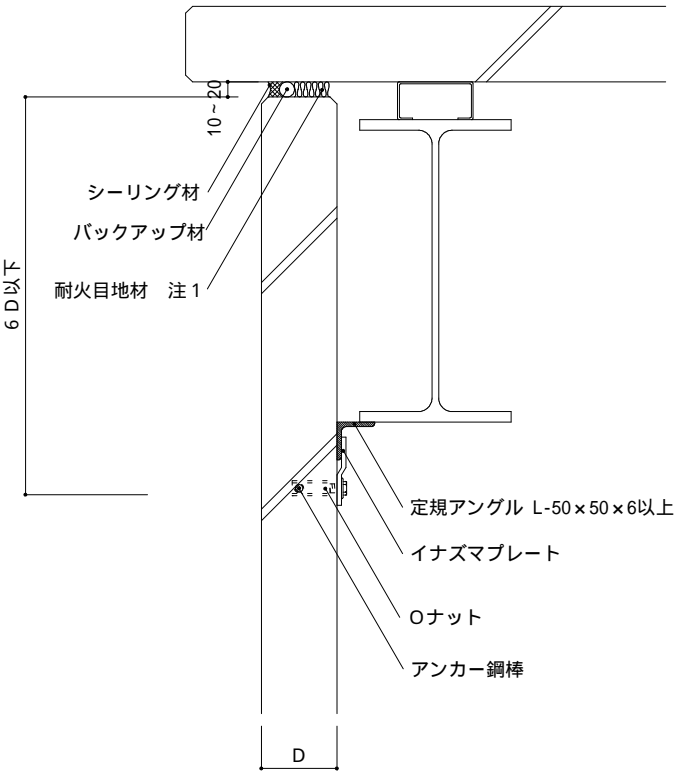 10~20
シーリング材
バックアップ材
耐火目地材 注1
6D以下
定規アングル L-50×50×6以上
イナズマプレート
Oナット
アンカー鋼棒
D